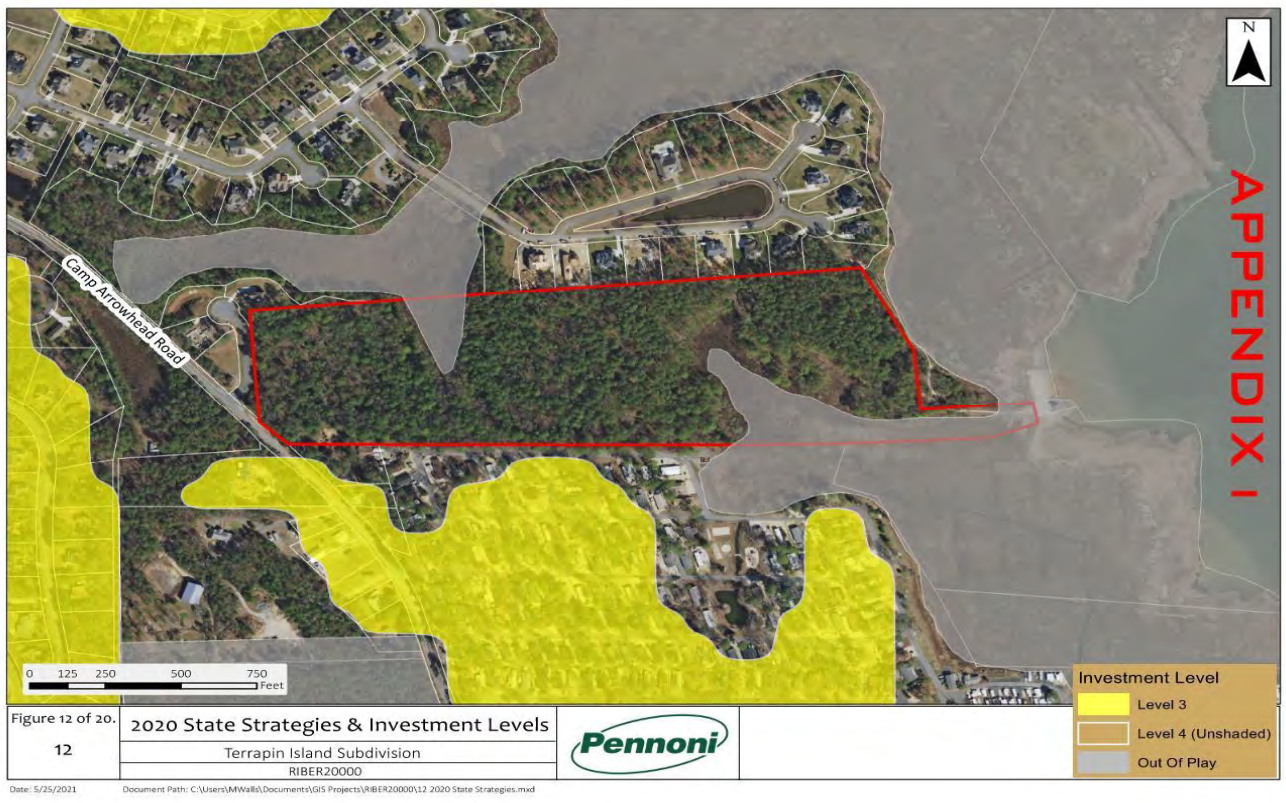 N
APPENDIX I
Camp Arrowhead Road
0 125 250 500 750
Feet
Investment Level
Level 3
Level 4 (Unshaded)
Out Of Play
Figure 12 of 20.
12
2020 State Strategies & Investment Levels
Terrapin Island Subdivision
RIBER20000
Pennoni
Date: 5/25/2021
Document Path: C:\Users\MWalls\Documents\GIS Projects\RIBER20000\12 2020 State Strategies.mxd